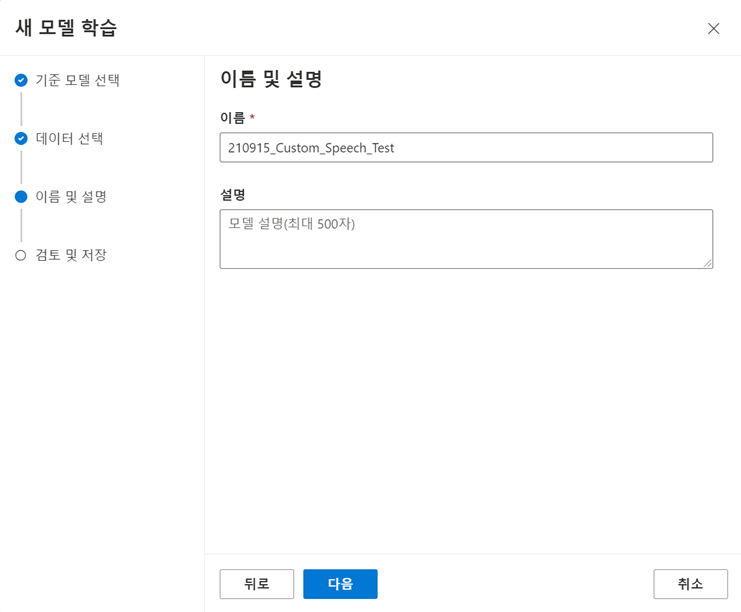 새 모델 학습
기준 모델 선택
데이터 선택
이름 및 설명
검토 및 저장
이름 및 설명
이름 *
210915_Custom_Speech_Test
설명
모델 설명(최대 500자)
뒤로
다음
취소